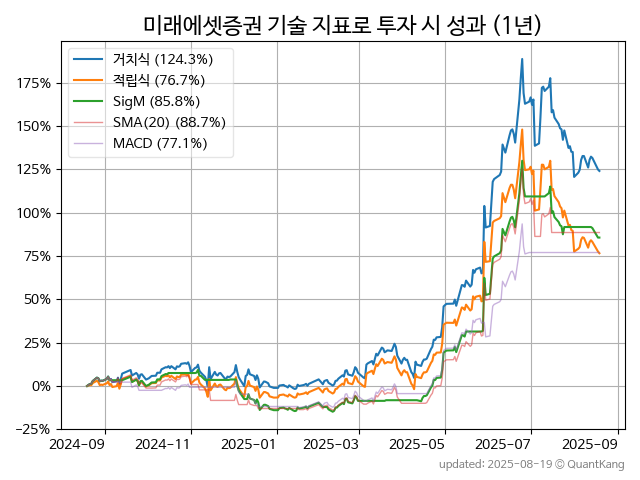 미래에셋증권 기술 지표로 투자 시 성과 (1년)
거치식 (124.3%)
적립식 (76.7%)
SigM (85.8%)
SMA(20) (88.7%)
MACD (77.1%)
175%
150%
125%
100%
75%
50%
25%
0%
−25%
2024-09 2024-11 2025-01 2025-03 2025-05 2025-07 2025-09
updated: 2025-08-19 © QuantKang